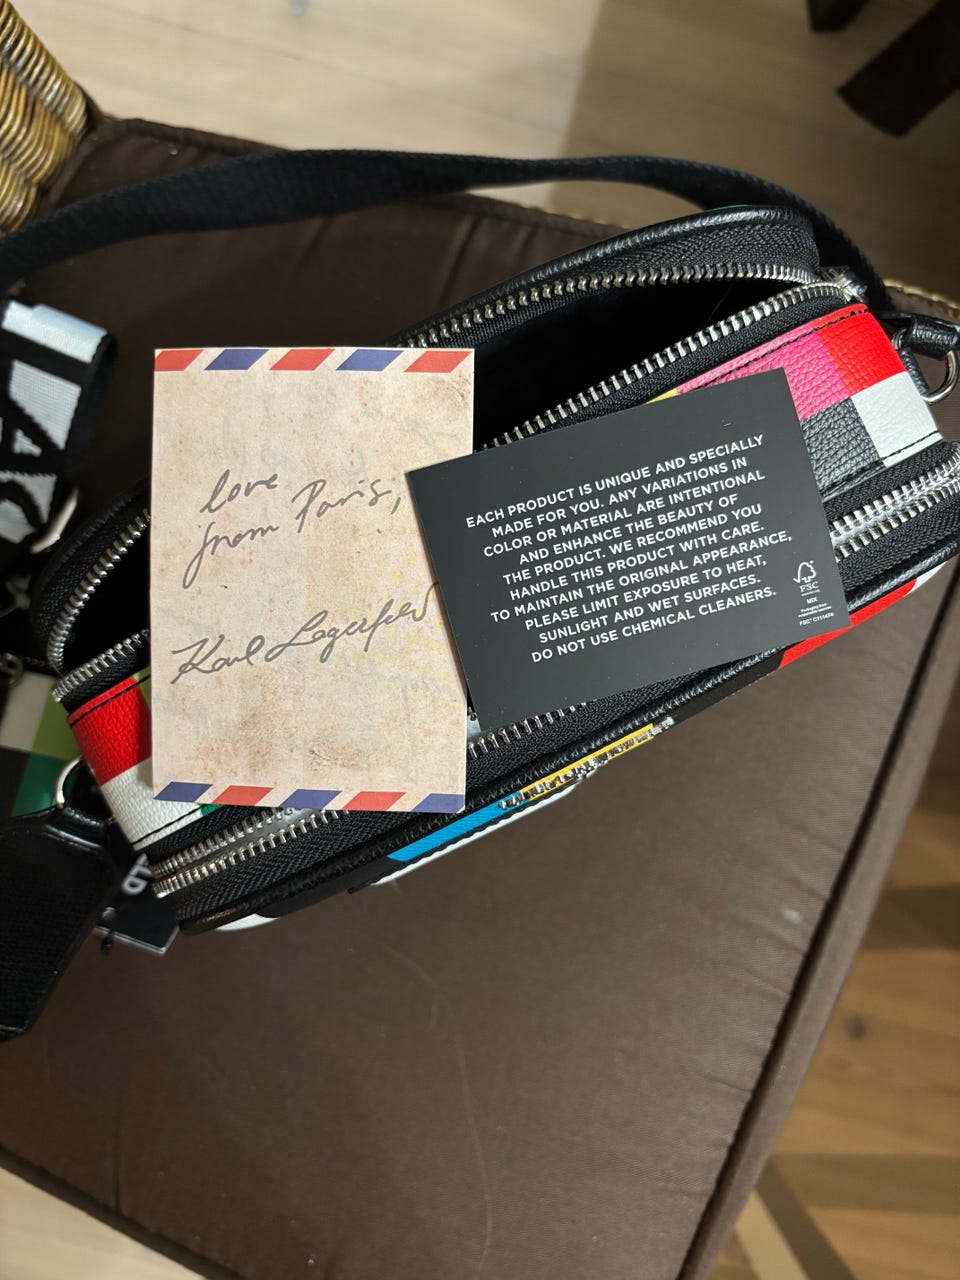 love
from Paris,
Karl Lagerfeld
EACH PRODUCT IS UNIQUE AND SPECIALLY
MADE FOR YOU. ANY VARIATIONS IN
COLOR OR MATERIAL ARE INTENTIONAL
AND ENHANCE THE BEAUTY OF
THE PRODUCT. WE RECOMMEND YOU
HANDLE THIS PRODUCT WITH CARE.
TO MAINTAIN THE ORIGINAL APPEARANCE,
PLEASE LIMIT EXPOSURE TO HEAT,
SUNLIGHT AND WET SURFACES.
DO NOT USE CHEMICAL CLEANERS.
FSC
MIX
FSC® C111474